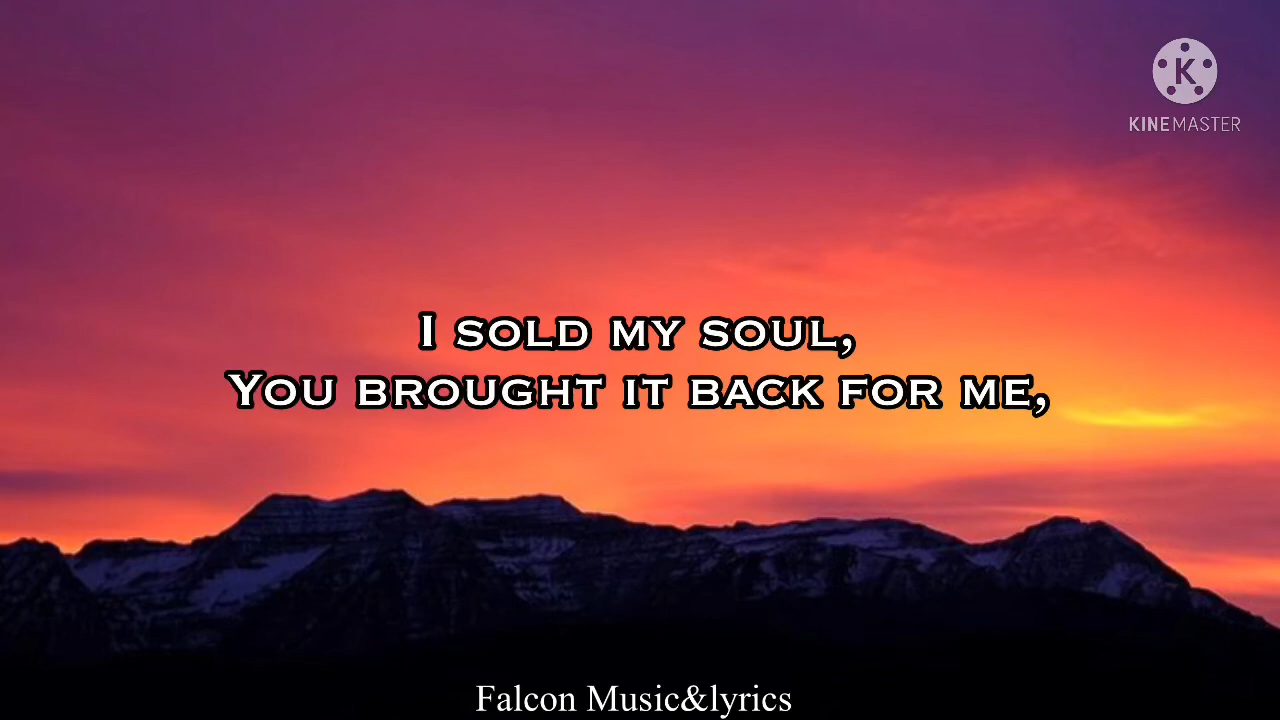 KINEMASTER
I SOLD MY SOUL,
YOU BROUGHT IT BACK FOR ME,
Falcon Music&lyrics